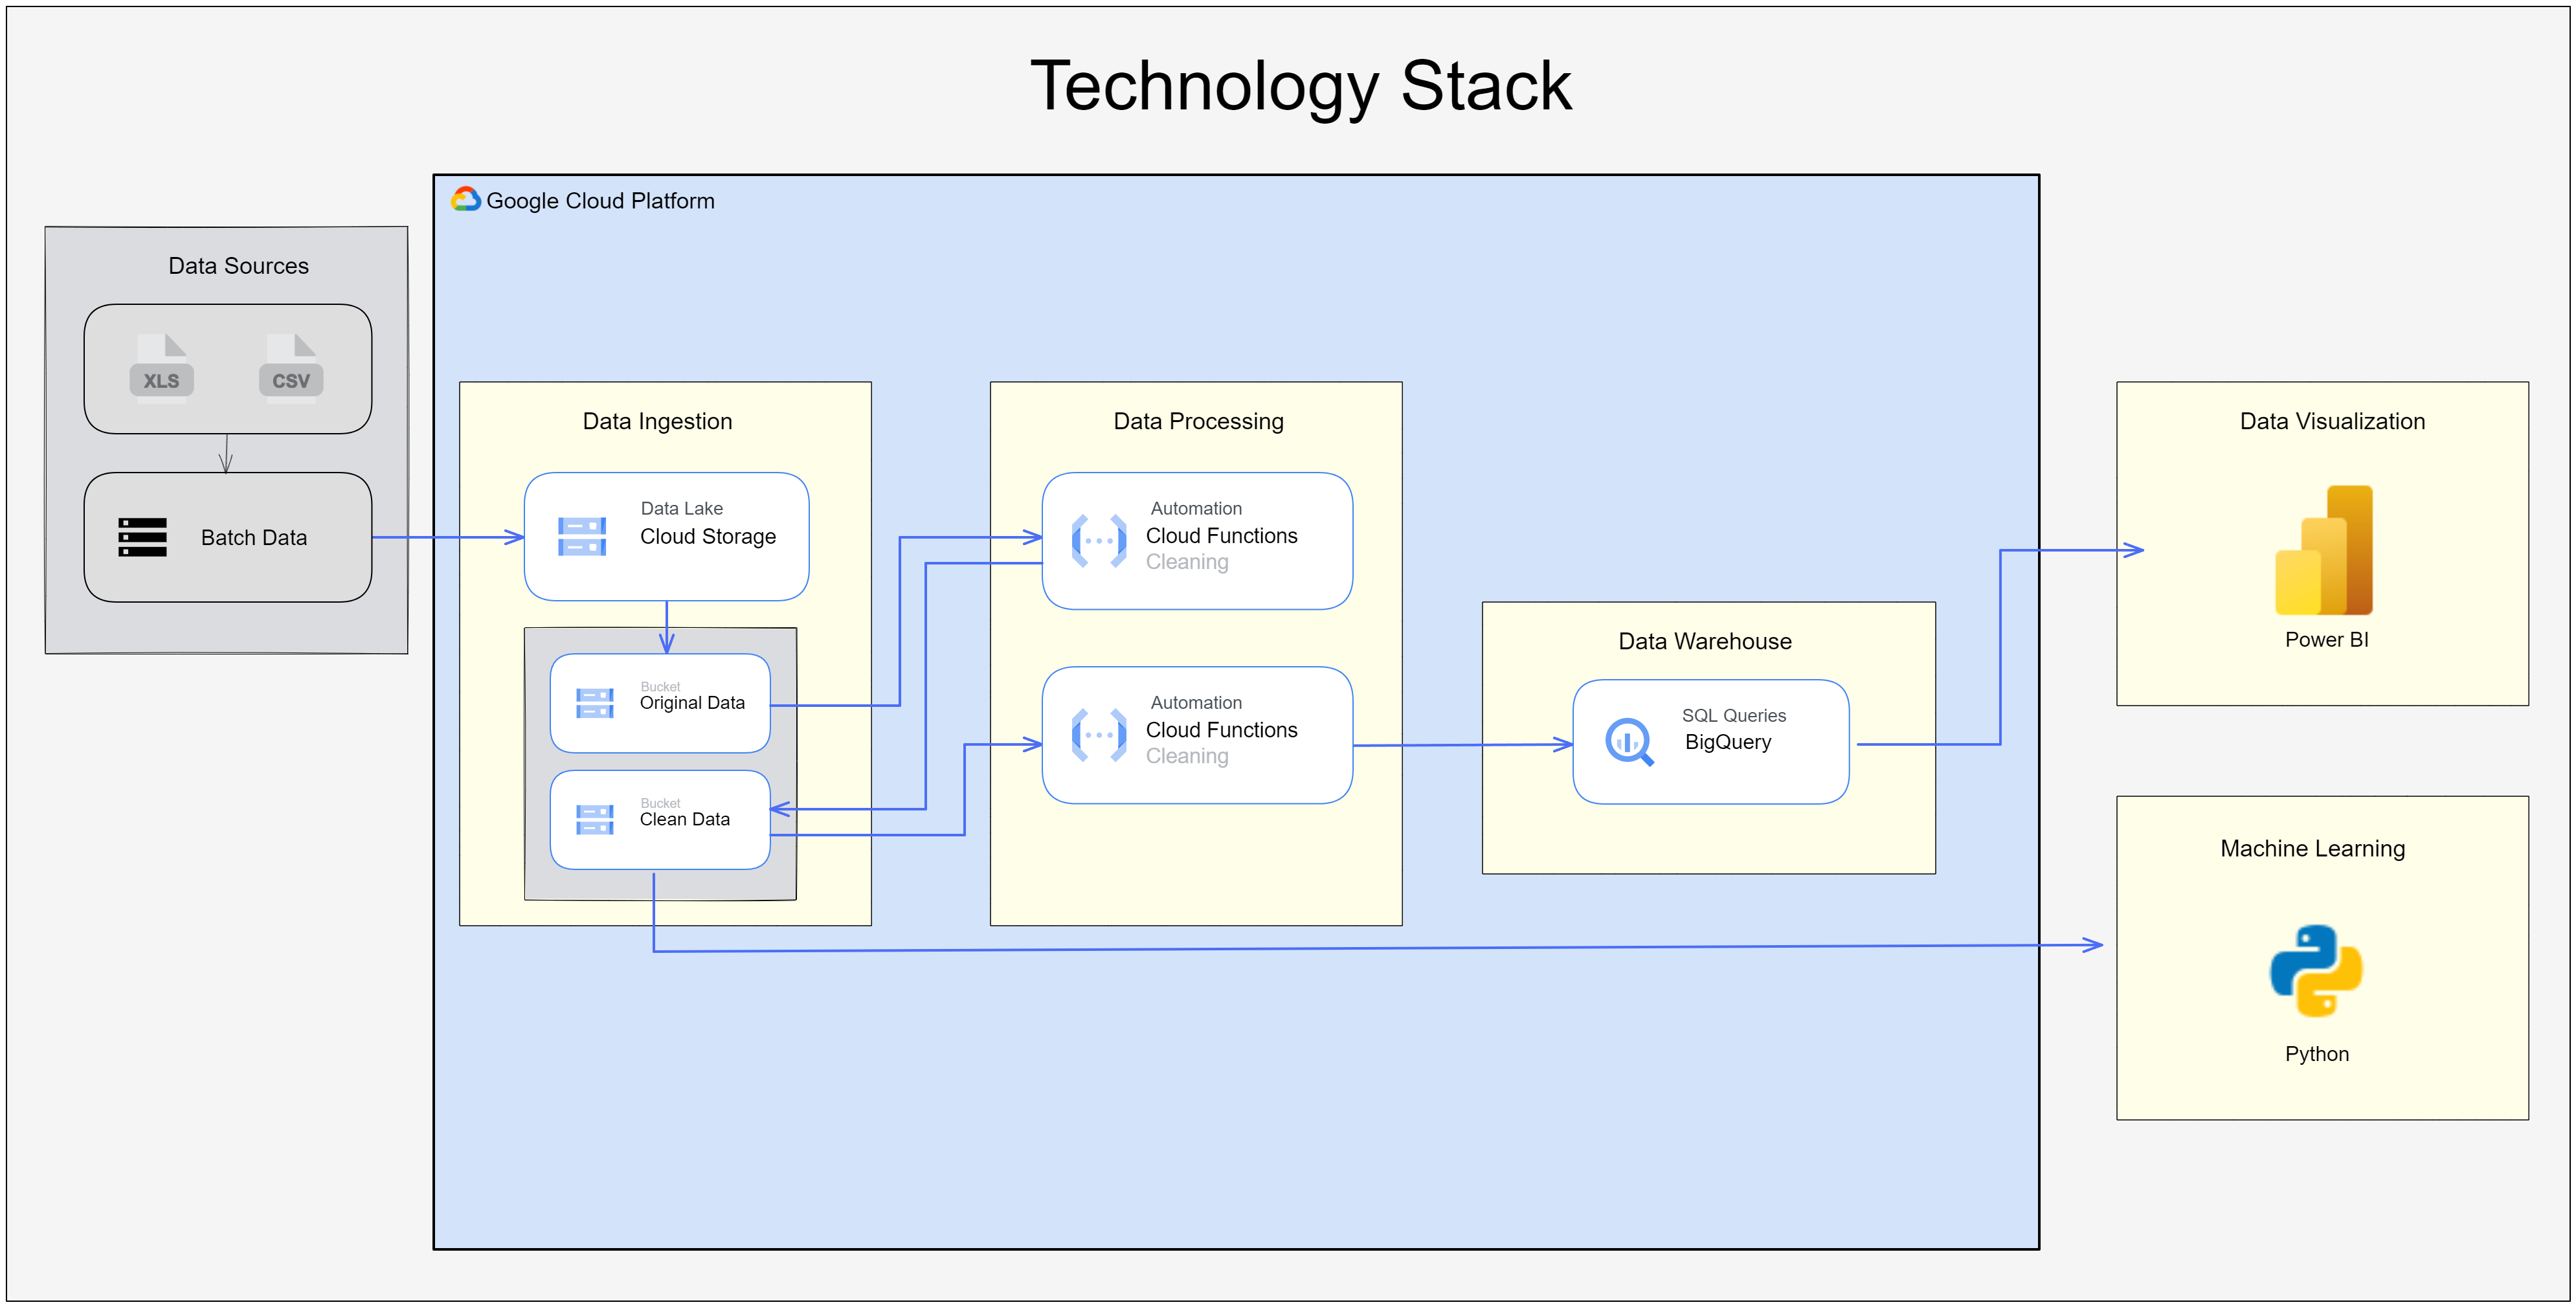 Technology Stack
Google Cloud Platform
Data Sources
XLS
CSV
Batch Data
Data Ingestion
Data Lake
Cloud Storage
Bucket
Original Data
Bucket
Clean Data
Data Processing
Automation
Cloud Functions
Cleaning
Automation
Cloud Functions
Cleaning
Data Warehouse
SQL Queries
BigQuery
Data Visualization
Power BI
Machine Learning
Python